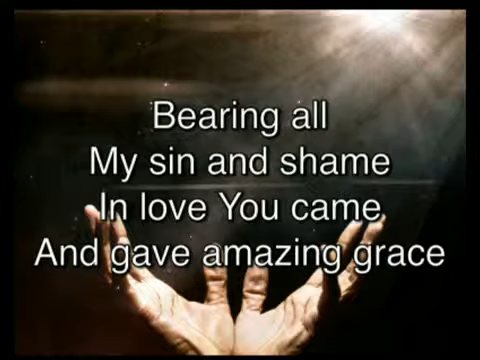 Bearing all
My sin and shame
In love You came
And gave amazing grace